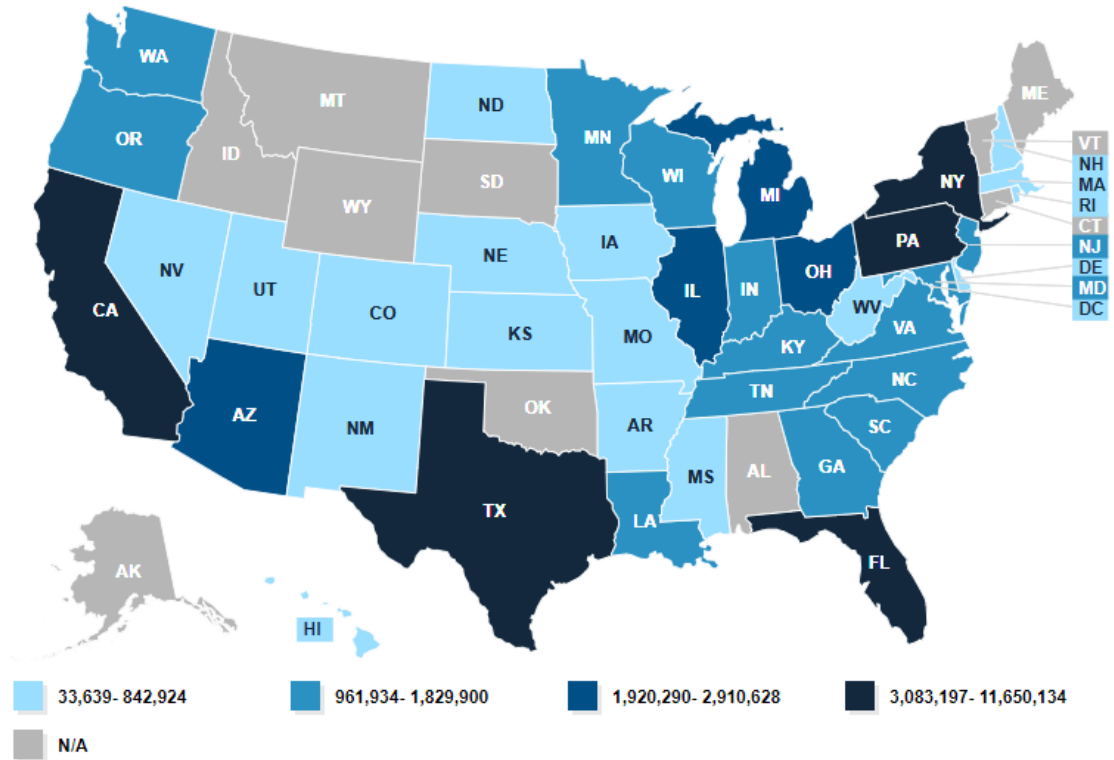 WA
MT
ND
MN
ME
OR
ID
SD
WI
MI
NY
VT
NH
MA
RI
CT
WY
IA
PA
NJ
NV
NE
OH
DE
UT
IL
IN
MD
CA
CO
WV
DC
KS
MO
VA
KY
NC
TN
AZ
OK
NM
AR
SC
MS
AL
GA
TX
LA
AK
FL
HI
33,639- 842,924
961,934- 1,829,900
1,920,290- 2,910,628
3,083,197- 11,650,134
N/A